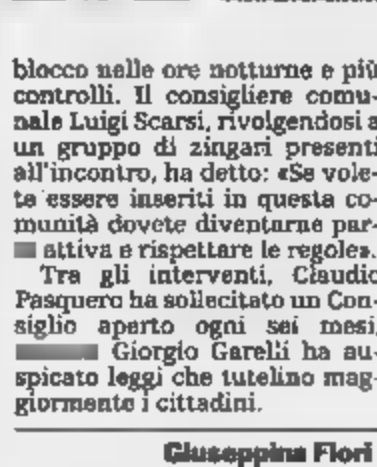 blocco nelle ore notturne e più
controlli. Il consigliere comu-
nale Luigi Scarsi, rivolgendosi a
un gruppo di zingari presenti
all'incontro, ha detto: «Se vole-
te essere inseriti in questa co-
munità dovete diventarne par-
attiva e rispettare le regole».
Tra gli interventi, Claudio
Pasquero ha sollecitato un Con-
siglio aperto ogni sei mesi,
Giorgio Garelli ha au-
spicato leggi che tutelino mag-
giormente i cittadini.
Giuseppina Fiori